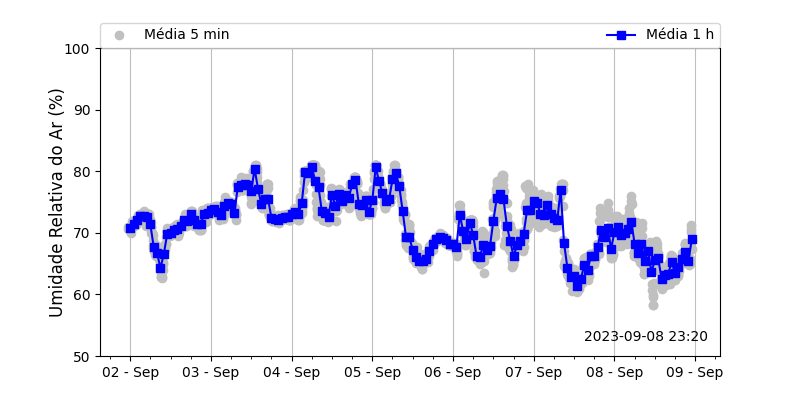 Média 5 min
Média 1 h
100
90
80
70
60
50
Umidade Relativa do Ar (%)
2023-09-08 23:20
02 - Sep
03 - Sep
04 - Sep
05 - Sep
06 - Sep
07 - Sep
08 - Sep
09 - Sep